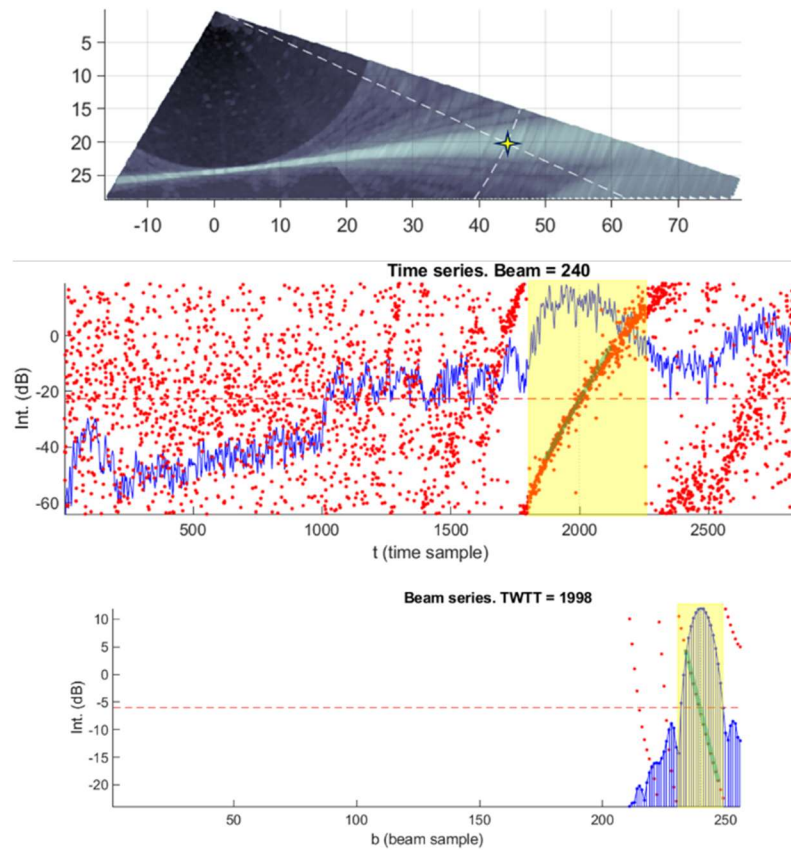 5
10
15
20
25
-10 0 10 20 30 40 50 60 70
Time series. Beam = 240
Int. (dB)
0
-20
-40
-60
500 1000 1500 2000 2500
t (time sample)
Beam series. TWTT = 1998
Int. (dB)
10
5
0
-5
-10
-15
-20
50 100 150 200 250
b (beam sample)